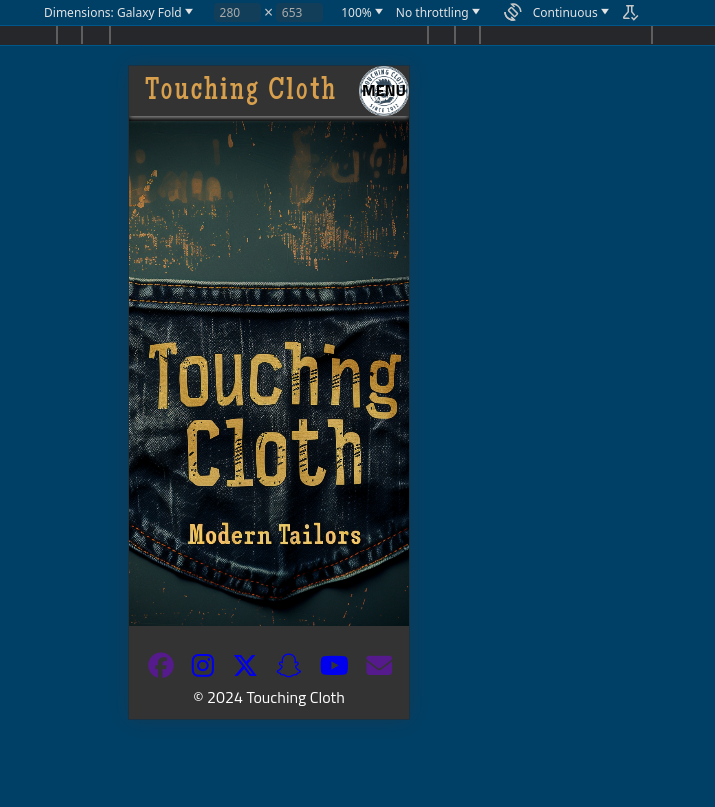 Dimensions: Galaxy Fold 280 × 653 100% No throttling Continuous
Touching Cloth
TOUCHING CLOTH
MENU
SINCE 2011
Touching
Cloth
Modern Tailors
© 2024 Touching Cloth